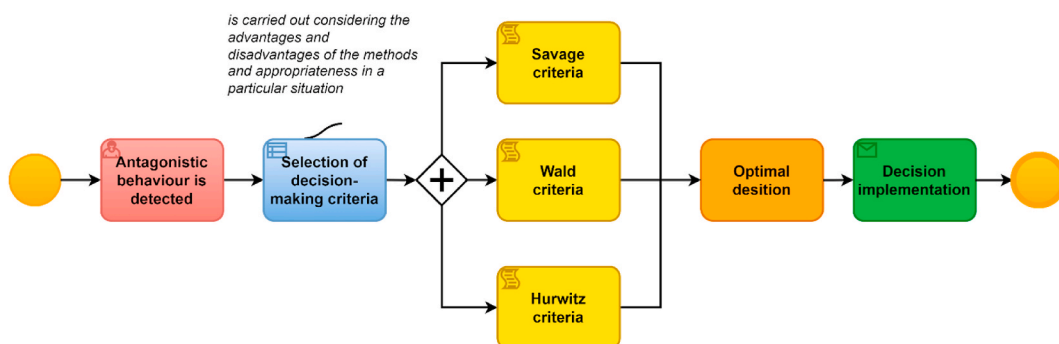 is carried out considering the
advantages and
disadvantages of the methods
and appropriateness in a
particular situation
Antagonistic
behaviour is
detected
Selection of
decision-
making criteria
Savage
criteria
Wald
criteria
Hurwitz
criteria
Optimal
desition
Decision
implementation